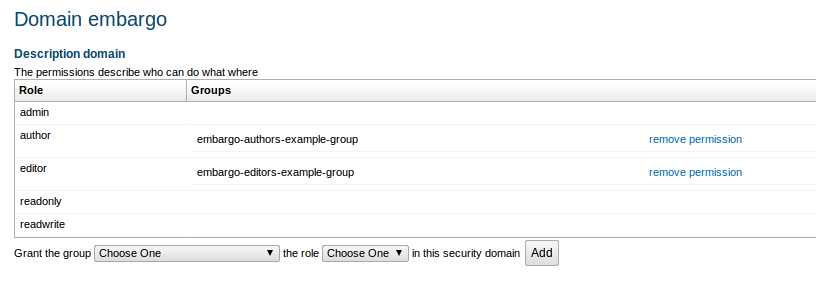 Domain embargo
Description domain
The permissions describe who can do what where
Role Groups
admin
author embargo-authors-example-group remove permission
editor embargo-editors-example-group remove permission
readonly
readwrite
Grant the group Choose One the role Choose One in this security domain Add